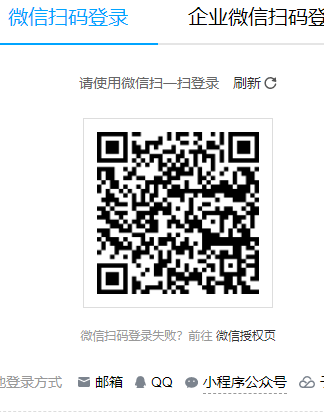 微信扫码登录 企业微信扫码登
请使用微信扫一扫登录 刷新
微信扫码登录失败? 前往 微信授权页
他登录方式 邮箱 QQ 小程序公众号